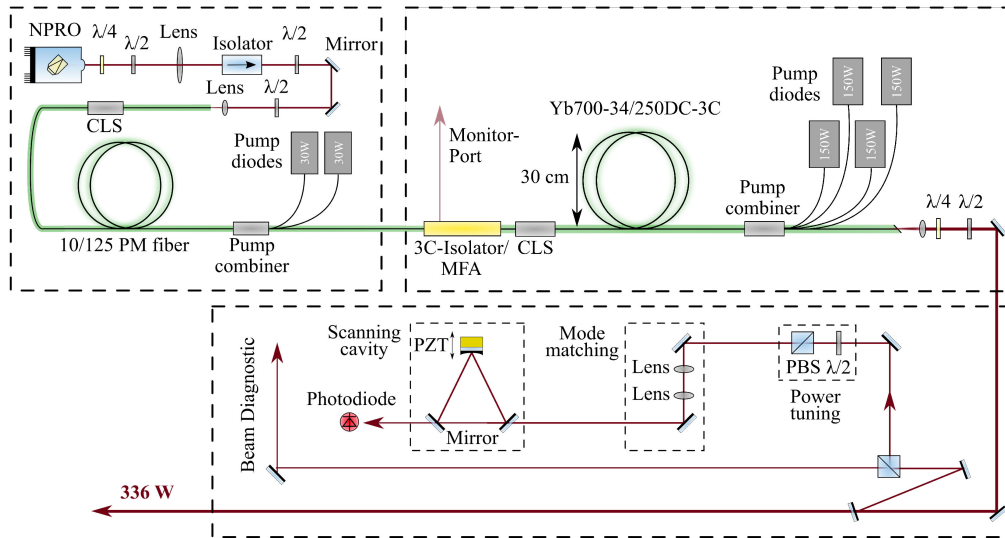 NPRO
λ/4
λ/2
Lens
Isolator
λ/2
Mirror
CLS
Lens
λ/2
Pump
diodes
30W
30W
10/125 PM fiber
Pump
combiner
Monitor-
Port
3C-Isolator/
MFA
CLS
Yb700-34/250DC-3C
30 cm
Pump
diodes
150W
150W
150W
150W
Pump
combiner
λ/4
λ/2
Scanning
cavity
PZT
Mode
matching
Lens
Lens
PBS
λ/2
Power
tuning
Photodiode
Mirror
Beam Diagnostic
336 W